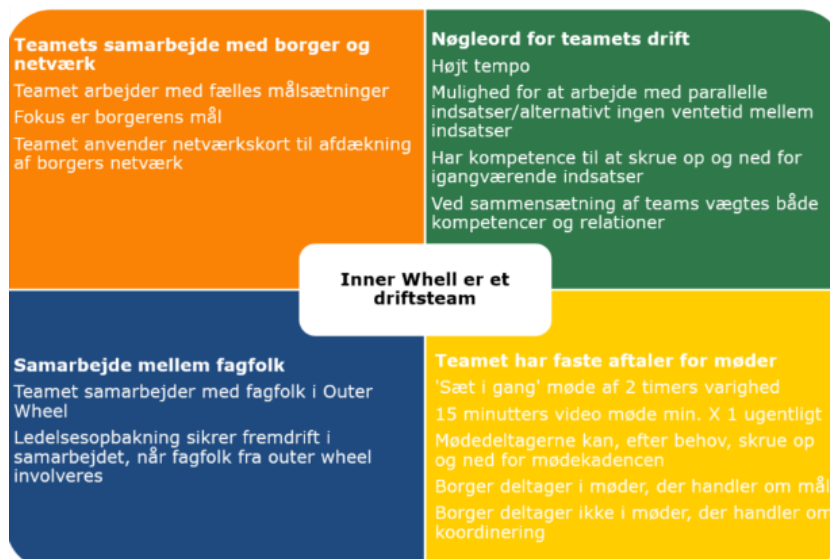 Teamets samarbejde med borger og
netværk
Teamet arbejder med fælles målsætninger
Fokus er borgerens mål
Teamet anvender netværkskort til afdækning
af borgers netværk
Nøgleord for teamets drift
Højt tempo
Mulighed for at arbejde med parallelle
indsatser/alternativt ingen ventetid mellem
indsatser
Har kompetence til at skrue op og ned for
igangværende indsatser
Ved sammensætning af teams vægtes både
kompetencer og relationer
Inner Whell er et
driftsteam
Samarbejde mellem fagfolk
Teamet samarbejder med fagfolk i Outer
Wheel
Ledelsesopbakning sikrer fremdrift i
samarbejdet, når fagfolk fra outer wheel
involveres
Teamet har faste aftaler for møder
'Sæt i gang' møde af 2 timers varighed
15 minutters video møde min. X 1 ugentligt
Mødedeltagerne kan, efter behov, skrue op
og ned for mødekadencen
Borger deltager i møder, der handler om mål
Borger deltager ikke i møder, der handler om
koordinering